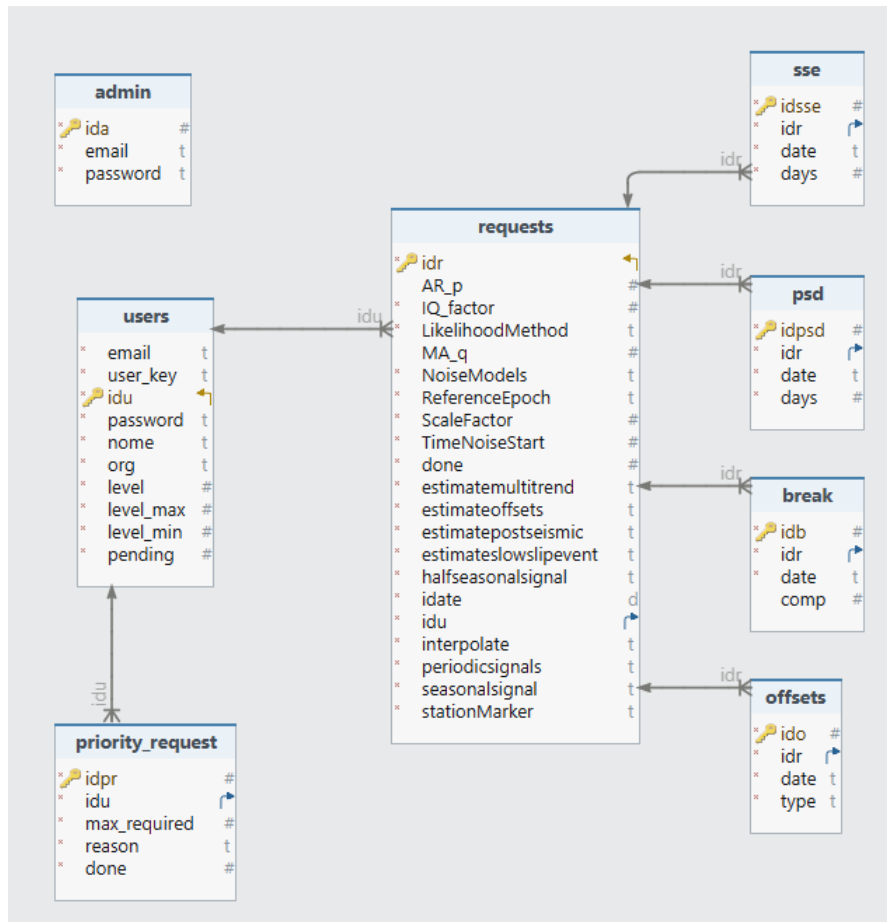 admin
ida #
email t
password t
users
email t
user_key t
idu
password t
nome t
org t
level #
level_max #
level_min #
pending #
idu
priority_request
idpr #
idu
max_required #
reason t
done #
idu
requests
idr
AR_p #
IQ_factor #
LikelihoodMethod t
MA_q #
NoiseModels t
ReferenceEpoch t
ScaleFactor #
TimeNoiseStart #
done #
estimatemultitrend t
estimateoffsets t
estimatepostseismic t
estimateslowslipevent t
halfseasonalsignal t
idate d
idu
interpolate t
periodicsignals t
seasonalsignal t
stationMarker t
idr
sse
idsse #
idr
date t
days #
idr
psd
idpsd #
idr
date t
days #
idr
break
idb #
idr
date t
comp #
idr
offsets
ido #
idr
date t
type t